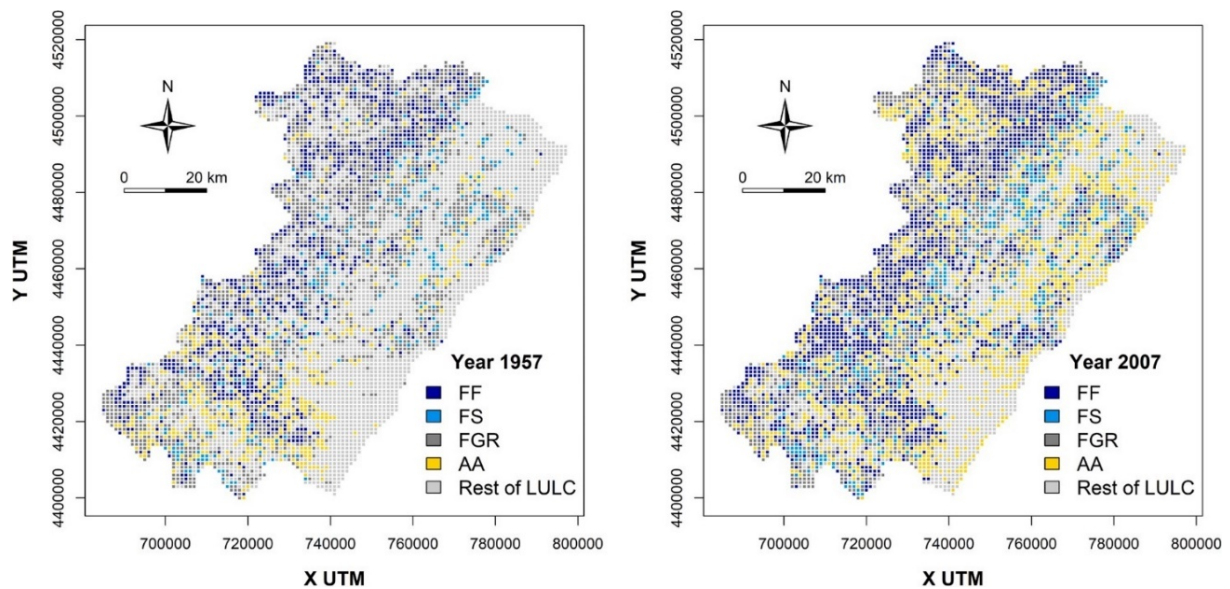 4520000
4500000
4480000
4460000
4440000
4420000
4400000
Y UTM
N
0 20 km
Year 1957
FF
FS
FGR
AA
Rest of LULC
700000 720000 740000 760000 780000 800000
X UTM
4520000
4500000
4480000
4460000
4440000
4420000
4400000
Y UTM
N
0 20 km
Year 2007
FF
FS
FGR
AA
Rest of LULC
700000 720000 740000 760000 780000 800000
X UTM